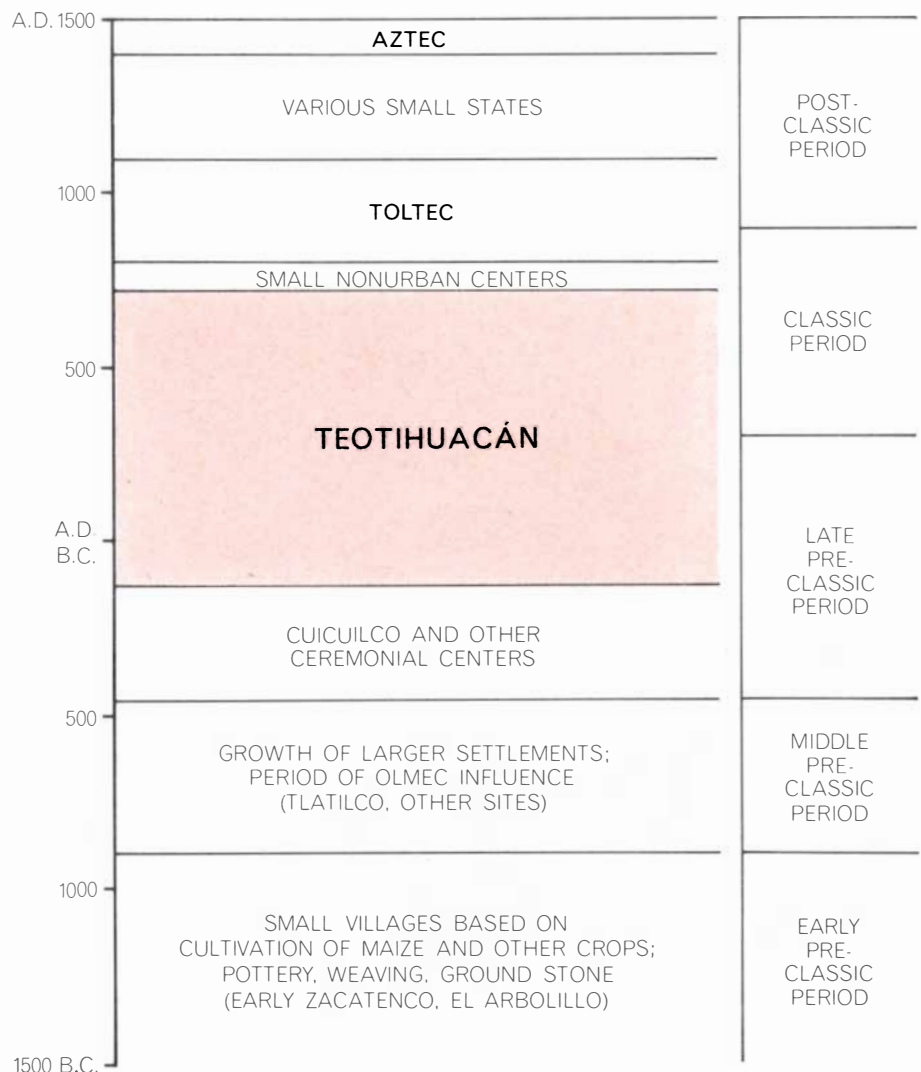 A.D. 1500
AZTEC
VARIOUS SMALL STATES
POST-
CLASSIC
PERIOD
1000
TOLTEC
SMALL NONURBAN CENTERS
CLASSIC
PERIOD
500
TEOTIHUACÁN
A.D.
B.C.
LATE
PRE-
CLASSIC
PERIOD
CUICUILCO AND OTHER
CEREMONIAL CENTERS
500
GROWTH OF LARGER SETTLEMENTS;
PERIOD OF OLMEC INFLUENCE
(TLATILCO, OTHER SITES)
MIDDLE
PRE-
CLASSIC
PERIOD
1000
SMALL VILLAGES BASED ON
CULTIVATION OF MAIZE AND OTHER CROPS;
POTTERY, WEAVING, GROUND STONE
(EARLY ZACATENCO, EL ARBOLILLO)
EARLY
PRE-
CLASSIC
PERIOD
1500 B.C.